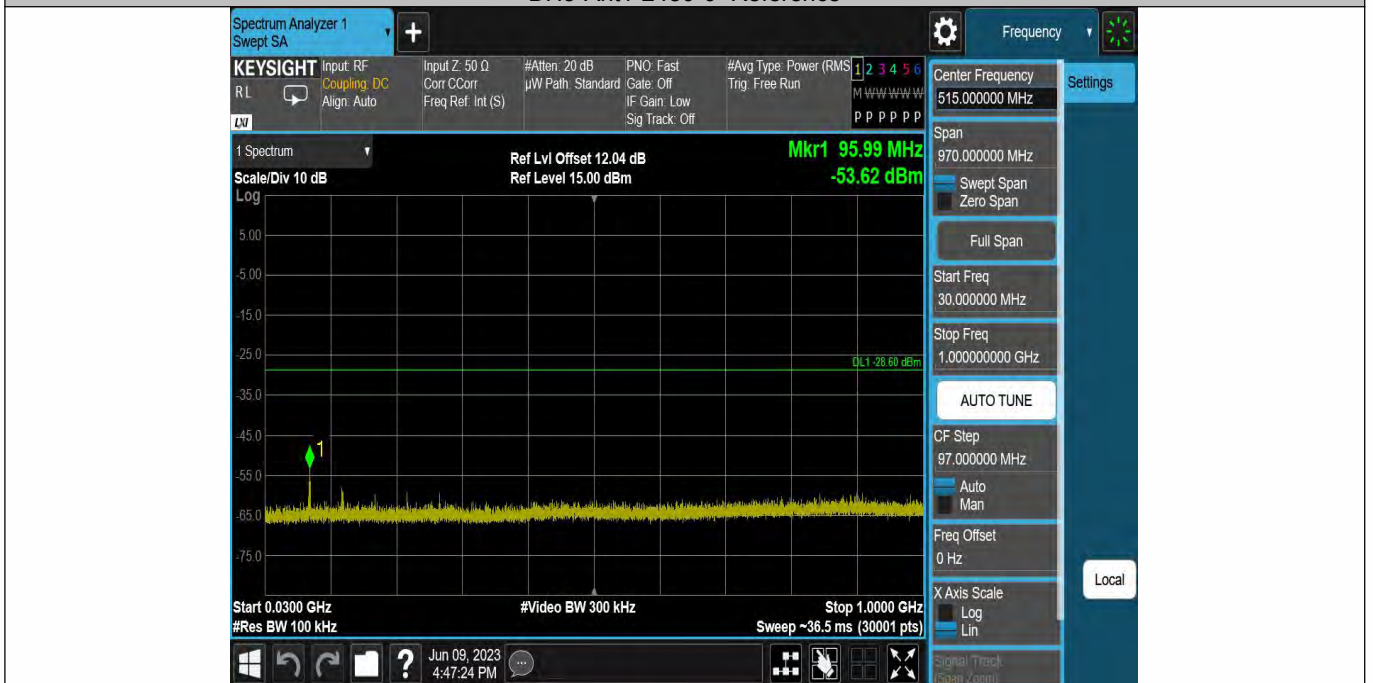 Spectrum Analyzer 1
Swept SA
+
Frequency
KEYSIGHT
RL
LXI
Input: RF
Coupling: DC
Align: Auto
Input Z: 50 Ω
Corr CCorr
Freq Ref: Int (S)
#Atten: 20 dB
µW Path: Standard
PNO: Fast
Gate: Off
IF Gain: Low
Sig Track: Off
#Avg Type: Power (RMS
Trig: Free Run
1 2 3 4 5 6
M W W W W W
P P P P P P
1 Spectrum
Scale/Div 10 dB
Ref Lvl Offset 12.04 dB
Ref Level 15.00 dBm
Mkr1 95.99 MHz
-53.62 dBm
Log
5.00
-5.00
-15.0
-25.0
DL1 -28.60 dBm
-35.0
-45.0
1
-55.0
-65.0
-75.0
Start 0.0300 GHz
#Video BW 300 kHz
Stop 1.0000 GHz
#Res BW 100 kHz
Sweep ~36.5 ms (30001 pts)
Center Frequency
515.000000 MHz
Settings
Span
970.000000 MHz
Swept Span
Zero Span
Full Span
Start Freq
30.000000 MHz
Stop Freq
1.000000000 GHz
AUTO TUNE
CF Step
97.000000 MHz
Auto
Man
Freq Offset
0 Hz
X Axis Scale
Log
Lin
Local
Signal Track
(Span Zoom)
?
Jun 09, 2023
4:47:24 PM